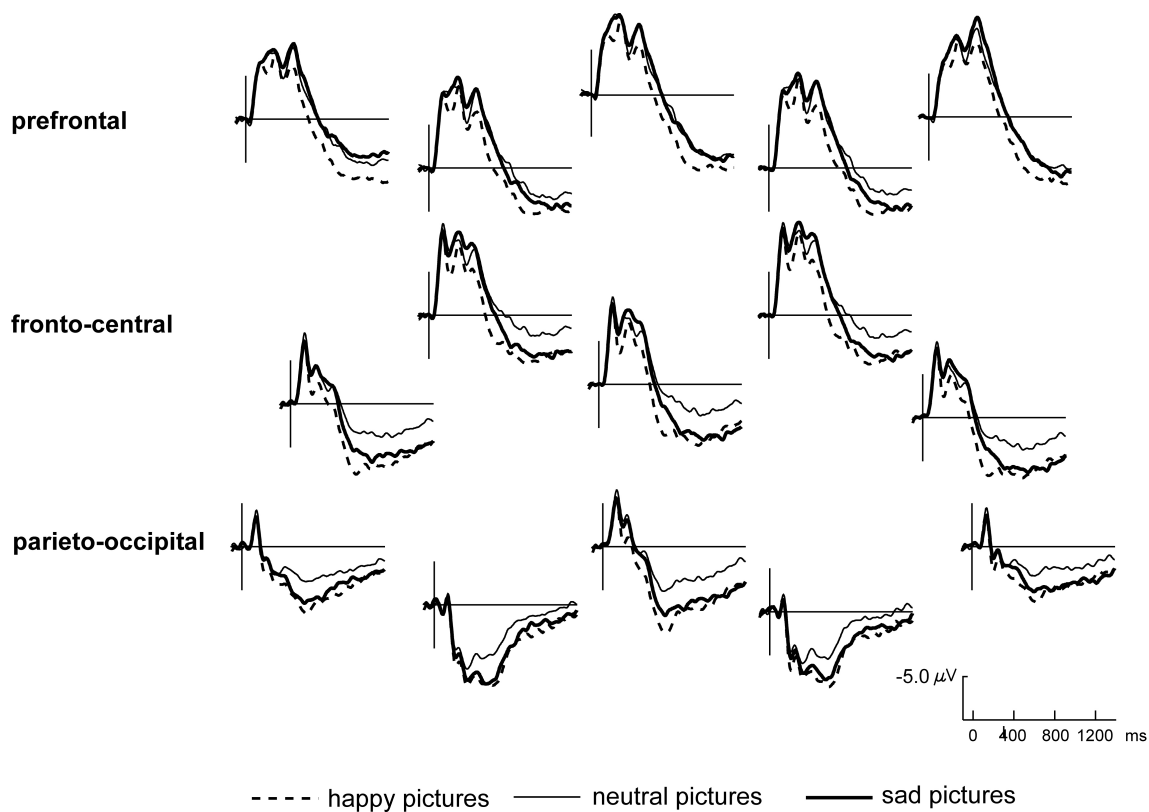 prefrontal
fronto-central
parieto-occipital
-5.0 μV
0 400 800 1200 ms
happy pictures neutral pictures sad pictures